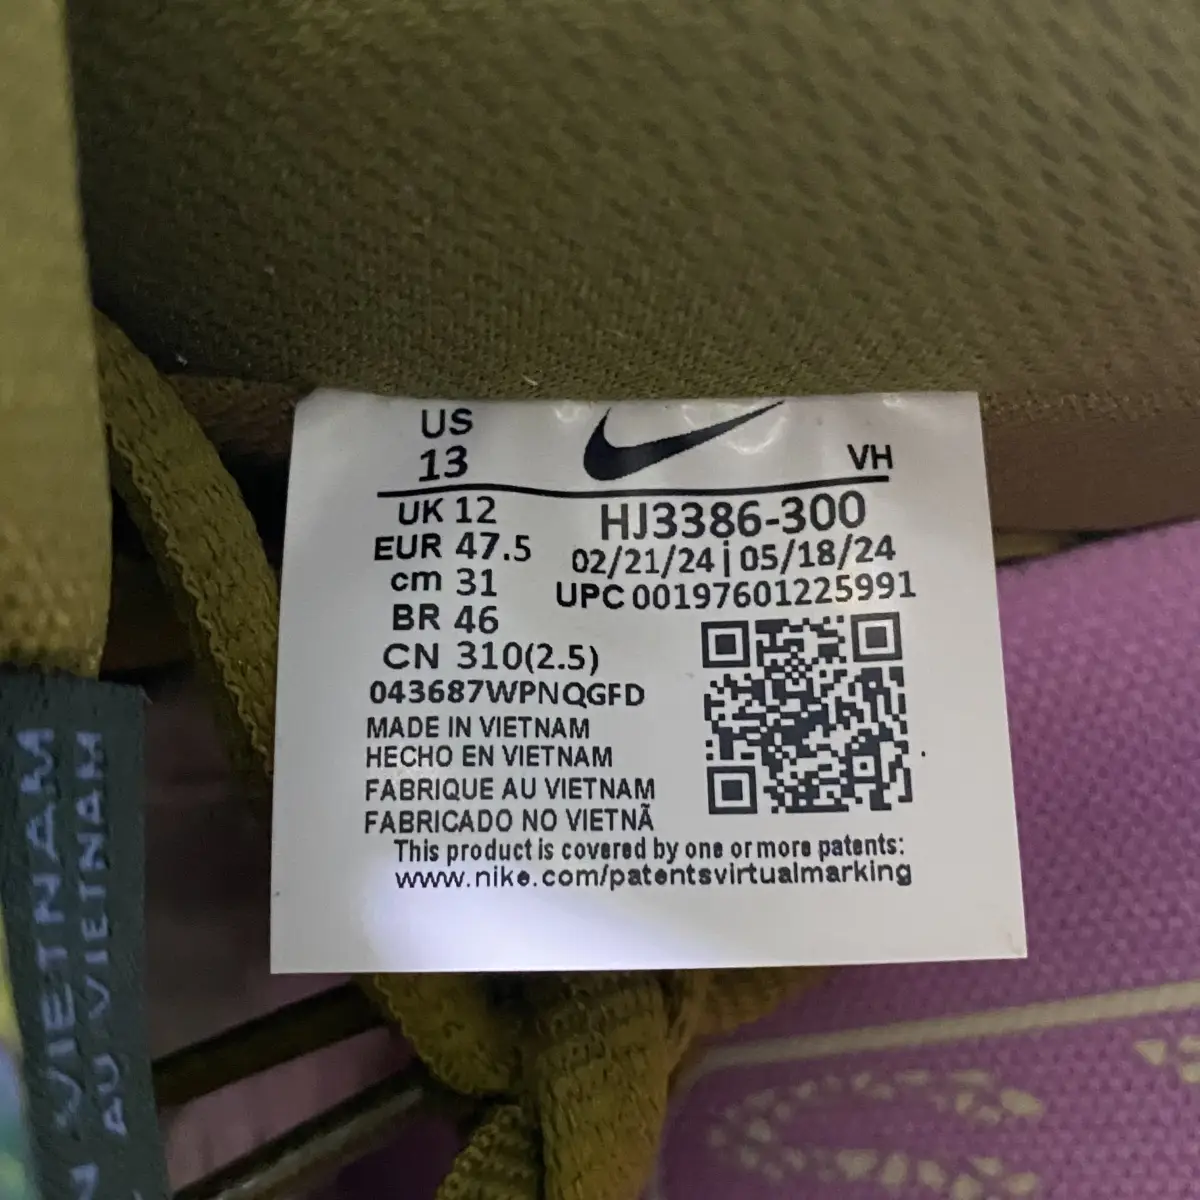 US
13
VH
UK 12
HJ3386-300
EUR 47.5
02/21/24 | 05/18/24
cm 31
UPC 00197601225991
BR 46
CN 310(2.5)
043687WPNQGFD
MADE IN VIETNAM
HECHO EN VIETNAM
FABRIQUE AU VIETNAM
FABRICADO NO VIETNÃ
This product is covered by one or more patents:
www.nike.com/patentsvirtualmarking
VIETNAM
AU VIETNAM